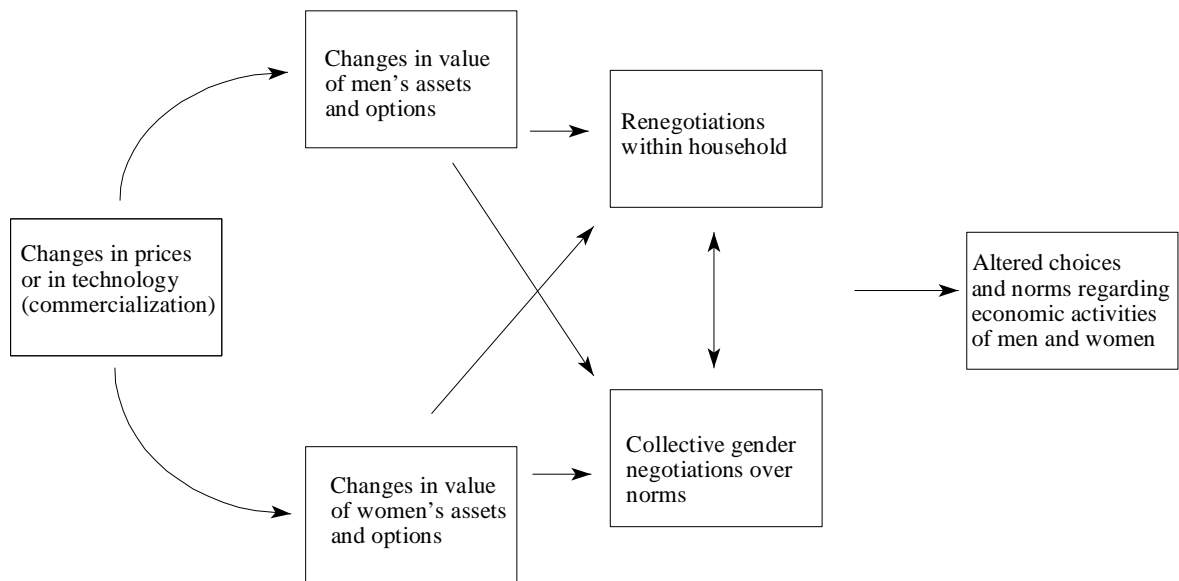 Changes in value
of men’s assets
and options
Renegotiations
within household
Changes in prices
or in technology
(commercialization)
Altered choices
and norms regarding
economic activities
of men and women
Collective gender
negotiations over
norms
Changes in value
of women’s assets
and options